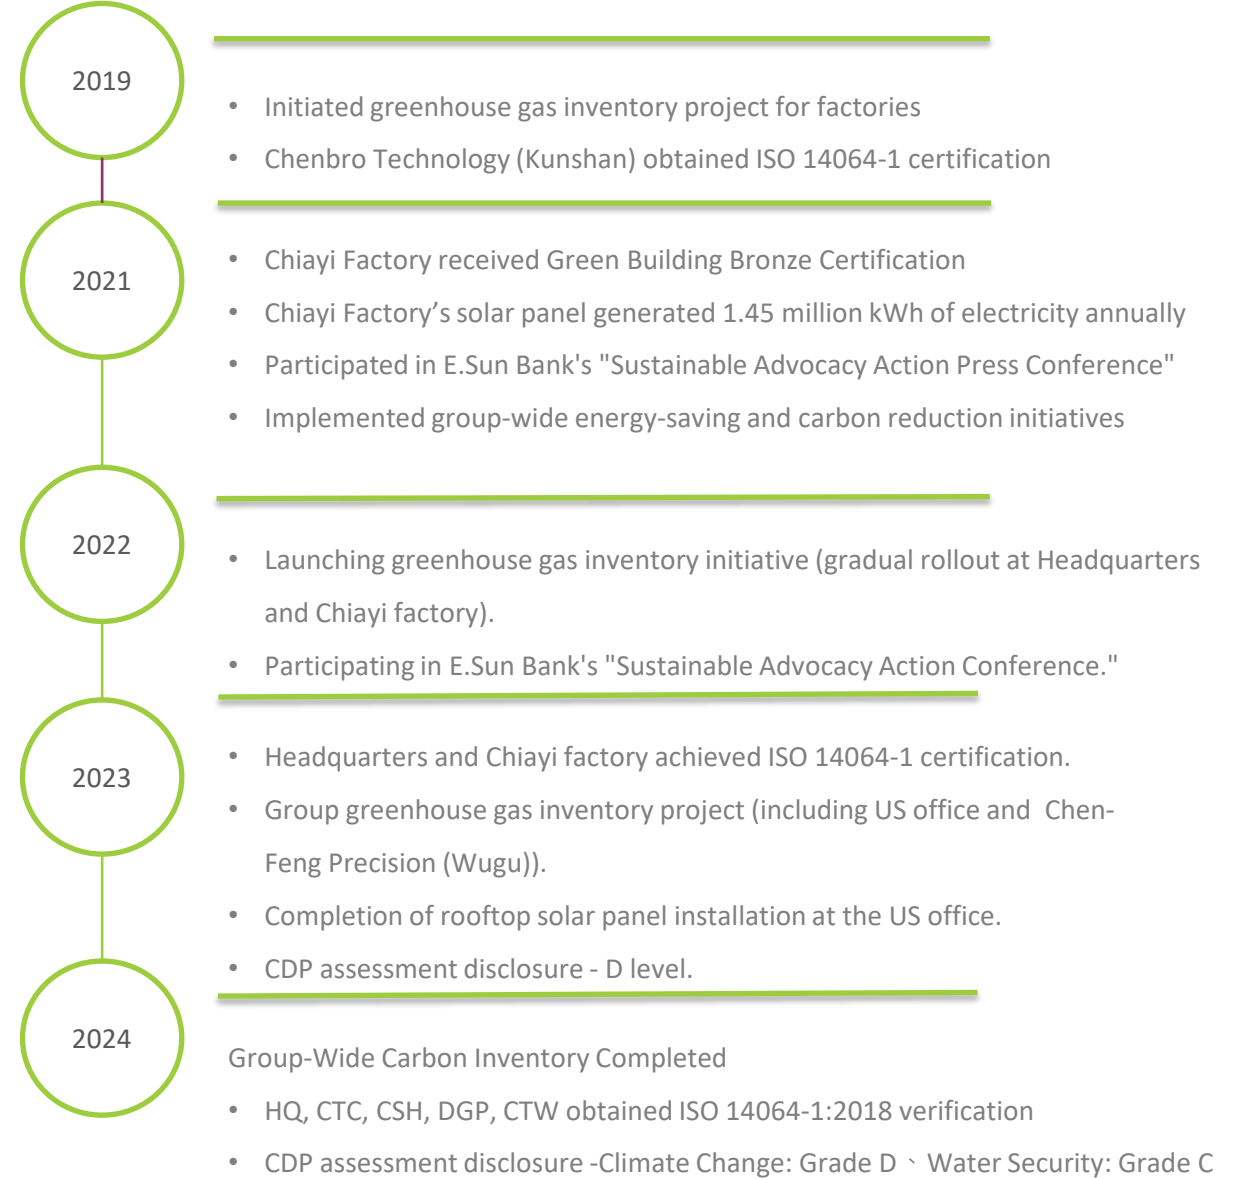 2019
• Initiated greenhouse gas inventory project for factories
• Chenbro Technology (Kunshan) obtained ISO 14064-1 certification
2021
• Chiayi Factory received Green Building Bronze Certification
• Chiayi Factory’s solar panel generated 1.45 million kWh of electricity annually
• Participated in E.Sun Bank's "Sustainable Advocacy Action Press Conference"
• Implemented group-wide energy-saving and carbon reduction initiatives
2022
• Launching greenhouse gas inventory initiative (gradual rollout at Headquarters
and Chiayi factory).
• Participating in E.Sun Bank's "Sustainable Advocacy Action Conference."
2023
• Headquarters and Chiayi factory achieved ISO 14064-1 certification.
• Group greenhouse gas inventory project (including US office and Chen-
Feng Precision (Wugu)).
• Completion of rooftop solar panel installation at the US office.
• CDP assessment disclosure - D level.
2024
Group-Wide Carbon Inventory Completed
• HQ, CTC, CSH, DGP, CTW obtained ISO 14064-1:2018 verification
• CDP assessment disclosure -Climate Change: Grade D、Water Security: Grade C